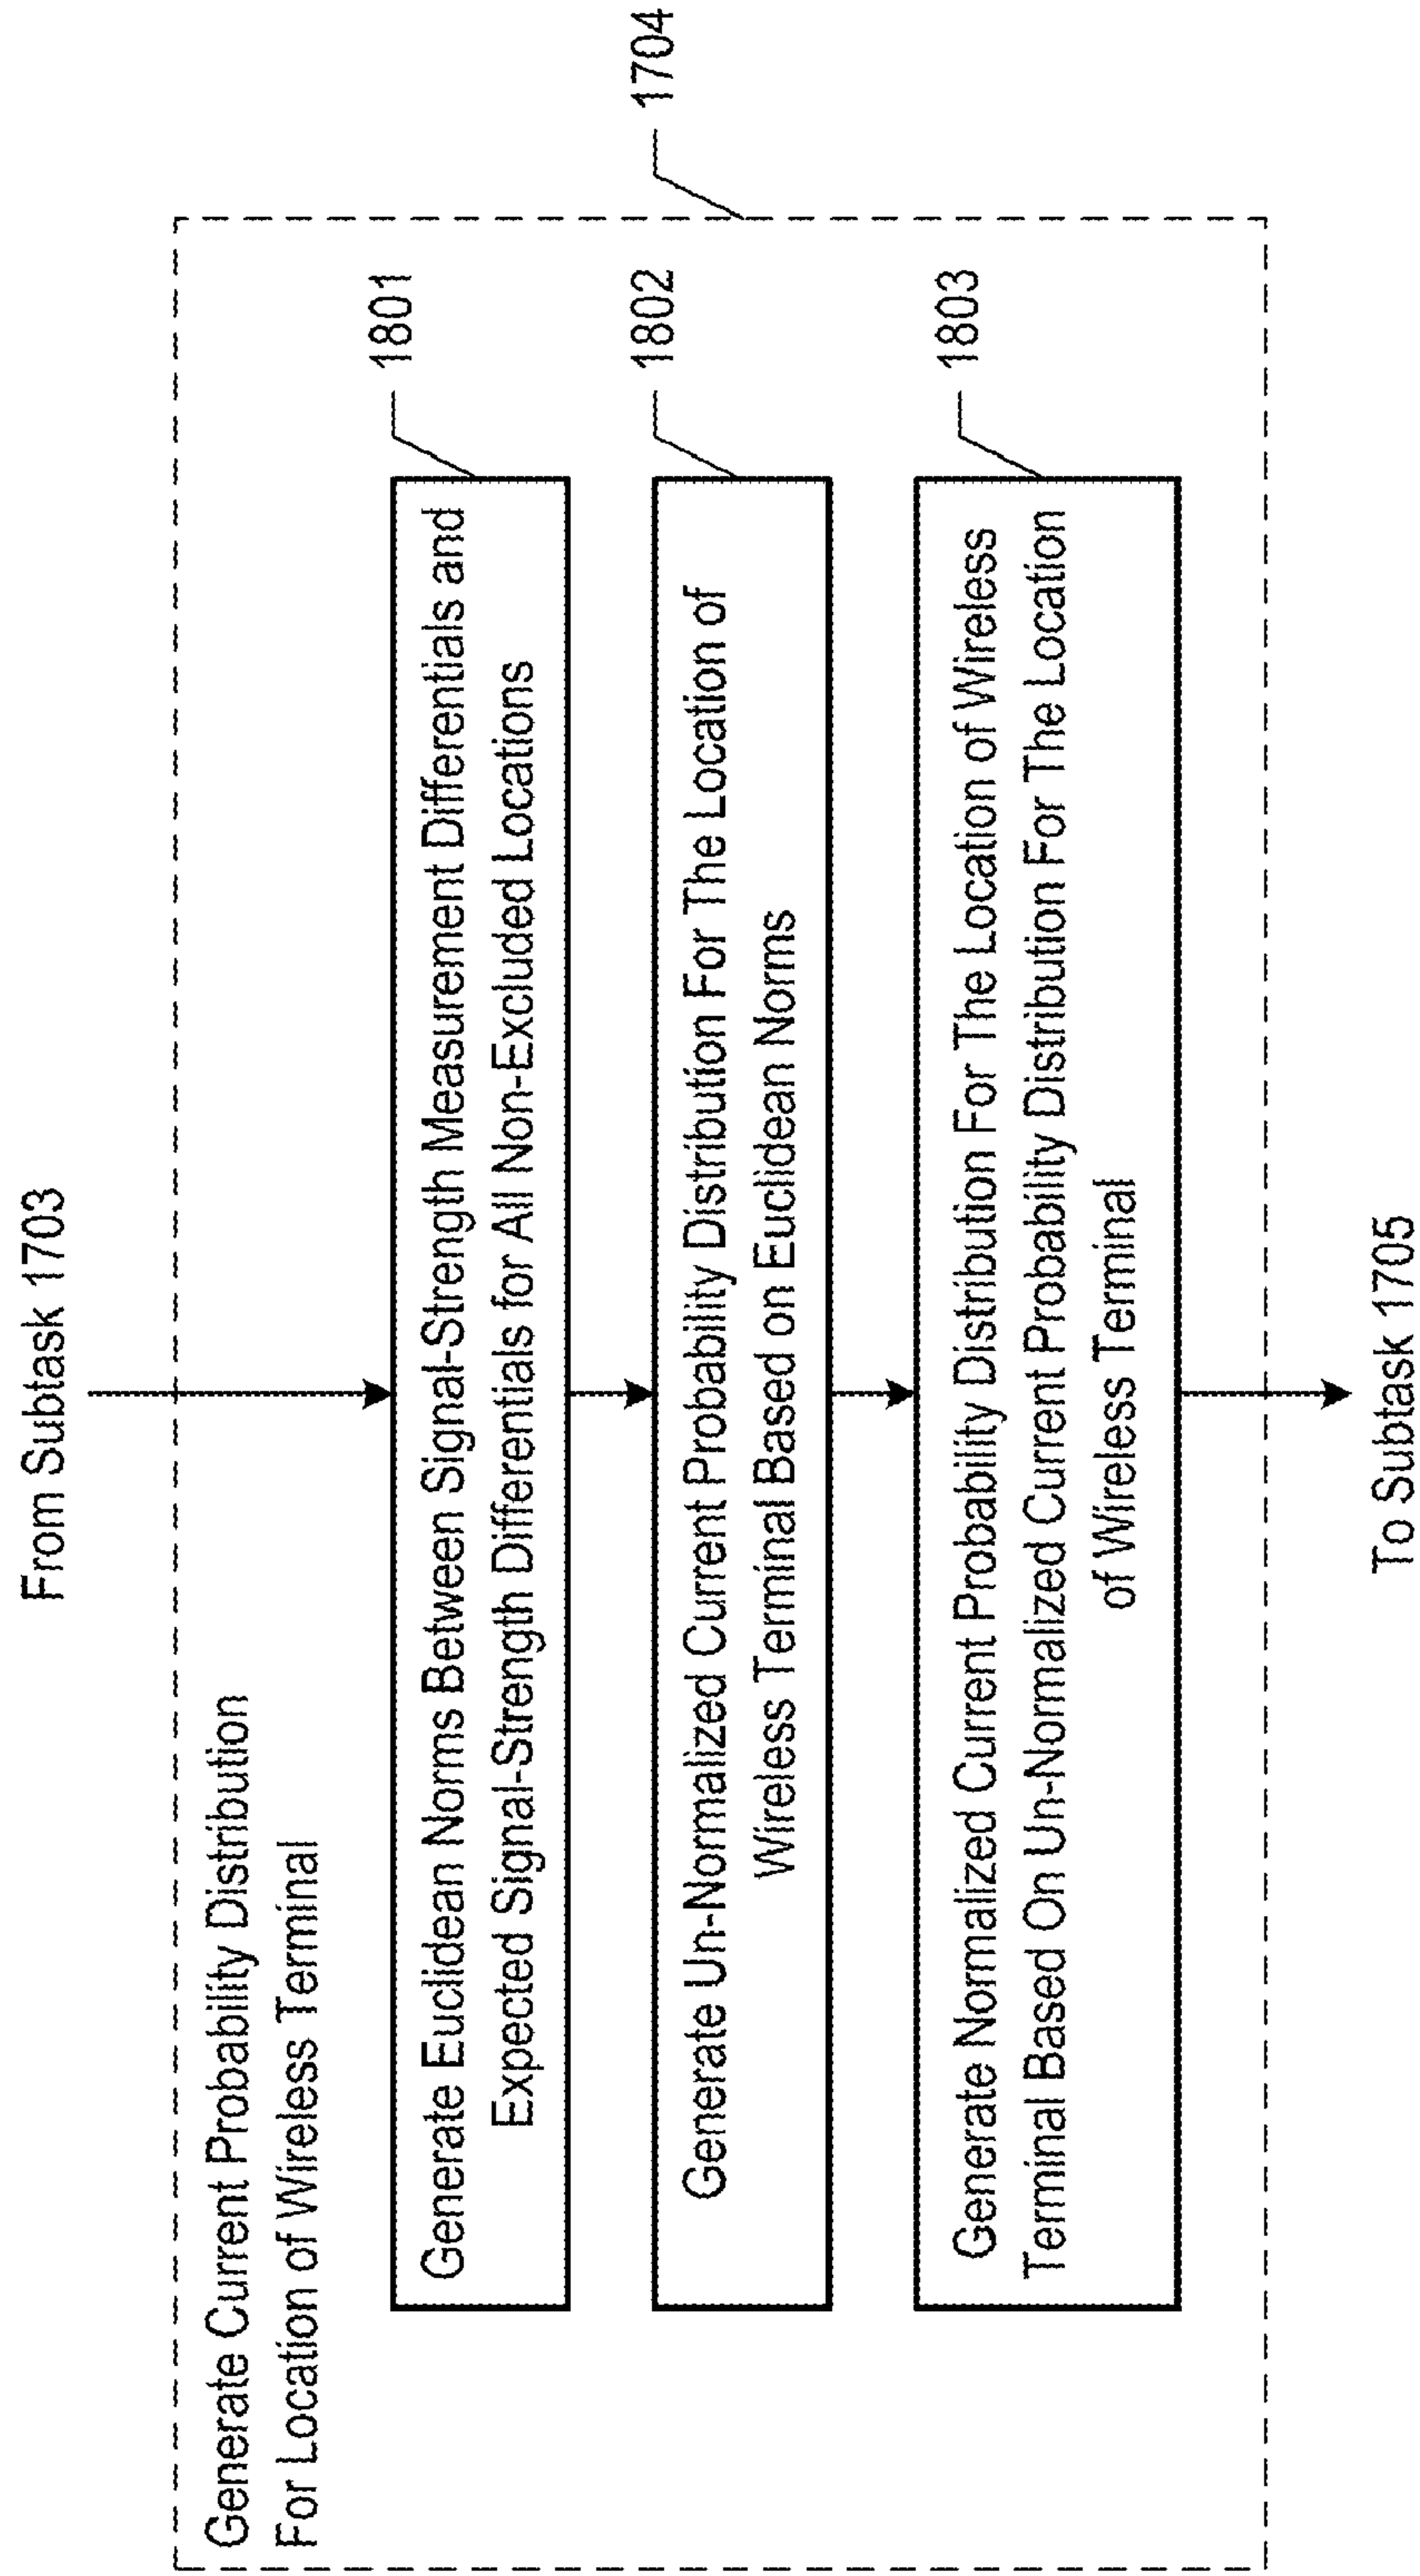 From Subtask 1703
Generate Current Probability Distribution
For Location of Wireless Terminal
1704
1801
Generate Euclidean Norms Between Signal-Strength Measurement Differentials and
Expected Signal-Strength Differentials for All Non-Excluded Locations
1802
Generate Un-Normalized Current Probability Distribution For The Location of
Wireless Terminal Based on Euclidean Norms
1803
Generate Normalized Current Probability Distribution For The Location of Wireless
Terminal Based On Un-Normalized Current Probability Distribution For The Location
of Wireless Terminal
To Subtask 1705